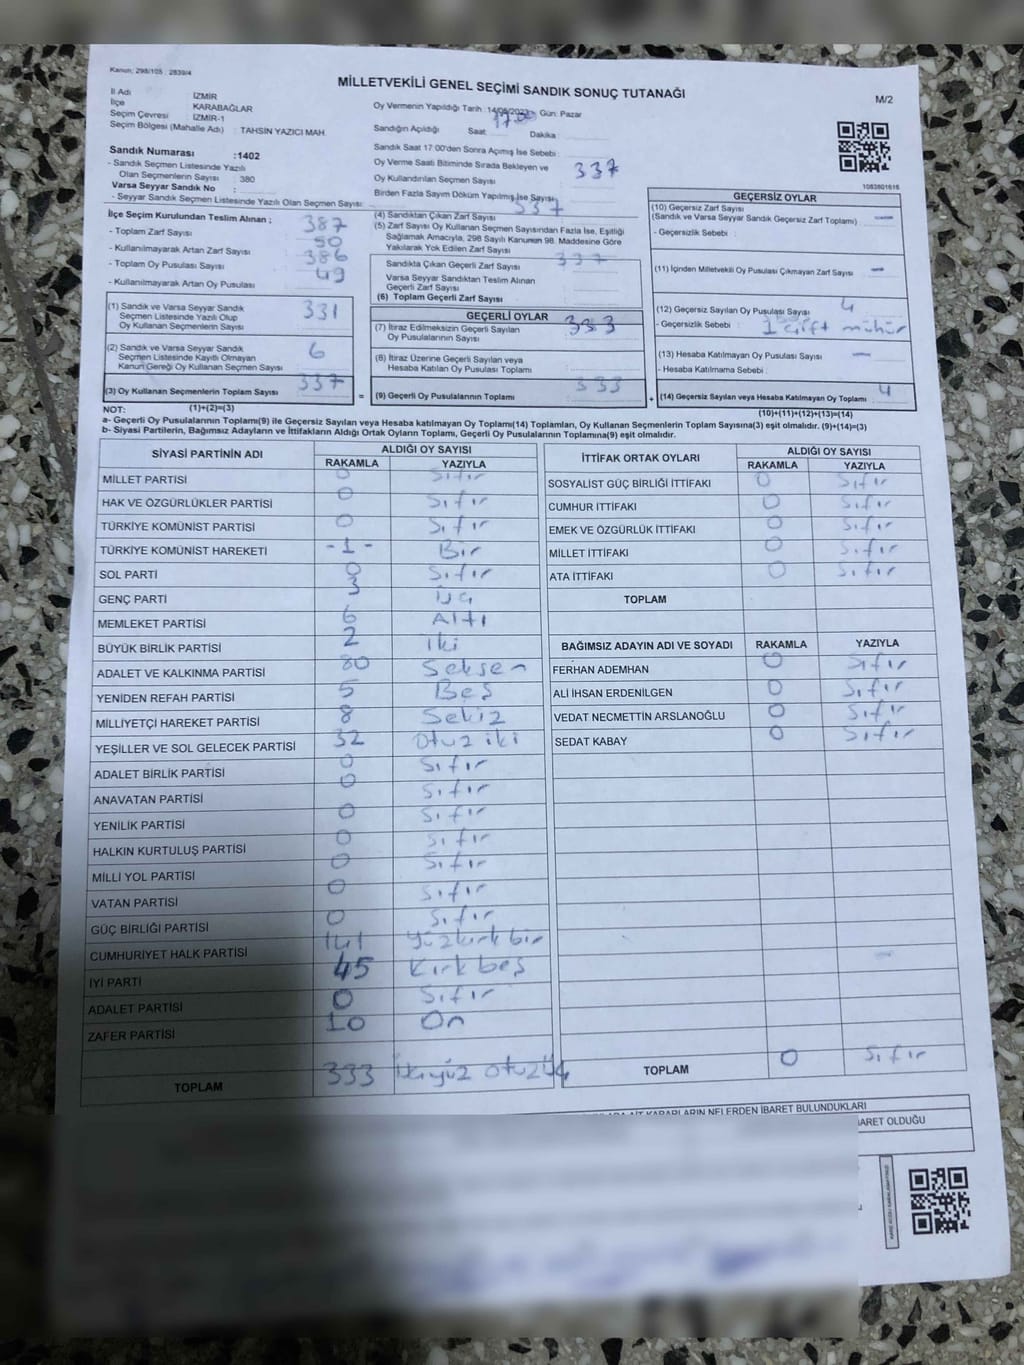 Kanun: 298/105 ; 2839/4
MİLLETVEKİLİ GENEL SEÇİMİ SANDIK SONUÇ TUTANAĞI
M/2
İl Adı : İZMİR
İlçe : KARABAĞLAR
Seçim Çevresi : İZMİR-1
Seçim Bölgesi (Mahalle Adı) : TAHSİN YAZICI MAH.
Sandık Numarası :1402
- Sandık Seçmen Listesinde Yazılı
Olan Seçmenlerin Sayısı : 380
Varsa Seyyar Sandık No :
- Seyyar Sandık Seçmen Listesinde Yazılı Olan Seçmen Sayısı:
Oy Vermenin Yapıldığı Tarih :14/05/2023 Gün: Pazar
Sandığın Açıldığı Saat: 17:00 Dakika :
Sandık Saat 17:00'den Sonra Açımış İse Sebebi :
Oy Verme Saati Bitiminde Sırada Bekleyen ve
Oy Kullandırılan Seçmen Sayısı : 337
Birden Fazla Sayım Döküm Yapılmış İse Sayısı:
1083801616
İlçe Seçim Kurulundan Teslim Alınan ;
- Toplam Zarf Sayısı : 387
- Kullanılmayarak Artan Zarf Sayısı : 50
- Toplam Oy Pusulası Sayısı : 386
- Kullanılmayarak Artan Oy Pusulası : 49
(1) Sandık ve Varsa Seyyar Sandık
Seçmen Listesinde Yazılı Olup
Oy Kullanan Seçmenlerin Sayısı : 331
(2) Sandık ve Varsa Seyyar Sandık
Seçmen Listesinde Kayıtlı Olmayan
Kanun Gereği Oy Kullanan Seçmen Sayısı : 6
(3) Oy Kullanan Seçmenlerin Toplam Sayısı : 337
(1)+(2)=(3)
(4) Sandıktan Çıkan Zarf Sayısı : 337
(5) Zarf Sayısı Oy Kullanan Seçmen Sayısından Fazla İse, Eşitliği
Sağlamak Amacıyla, 298 Sayılı Kanunun 98. Maddesine Göre
Yakılarak Yok Edilen Zarf Sayısı :
Sandıkta Çıkan Geçerli Zarf Sayısı : 337
Varsa Seyyar Sandıktan Teslim Alınan
Geçerli Zarf Sayısı :
(6) Toplam Geçerli Zarf Sayısı :
GEÇERLİ OYLAR
(7) İtiraz Edilmeksizin Geçerli Sayılan
Oy Pusulalarının Sayısı : 333
(8) İtiraz Üzerine Geçerli Sayılan veya
Hesaba Katılan Oy Pusulası Toplamı :
= (9) Geçerli Oy Pusulalarının Toplamı : 333
GEÇERSİZ OYLAR
(10) Geçersiz Zarf Sayısı
(Sandık ve Varsa Seyyar Sandık Geçersiz Zarf Toplamı) : —
- Geçersizlik Sebebi :
(11) İçinden Milletvekili Oy Pusulası Çıkmayan Zarf Sayısı : —
(12) Geçersiz Sayılan Oy Pusulası Sayısı : 4
- Geçersizlik Sebebi : 1 çift mühür
(13) Hesaba Katılmayan Oy Pusulası Sayısı : —
- Hesaba Katılmama Sebebi :
+ (14) Geçersiz Sayılan veya Hesaba Katılmayan Oy Toplamı : 4
(10)+(11)+(12)+(13)=(14)
NOT:
a- Geçerli Oy Pusulalarının Toplamı(9) ile Geçersiz Sayılan veya Hesaba katılmayan Oy Toplamı(14) Toplamları, Oy Kullanan Seçmenlerin Toplam Sayısına(3) eşit olmalıdır. (9)+(14)=(3)
b- Siyasi Partilerin, Bağımsız Adayların ve İttifakların Aldığı Ortak Oyların Toplamı, Geçerli Oy Pusulalarının Toplamına(9) eşit olmalıdır.
SİYASİ PARTİNİN ADI ALDIĞI OY SAYISI
RAKAMLA YAZIYLA
MİLLET PARTİSİ 0 Sıfır
HAK VE ÖZGÜRLÜKLER PARTİSİ 0 Sıfır
TÜRKİYE KOMÜNİST PARTİSİ 0 Sıfır
TÜRKİYE KOMÜNİST HAREKETİ -1- Bir
SOL PARTİ 0 Sıfır
GENÇ PARTİ 3 Üç
MEMLEKET PARTİSİ 6 Altı
BÜYÜK BİRLİK PARTİSİ 2 İki
ADALET VE KALKINMA PARTİSİ 80 Seksen
YENİDEN REFAH PARTİSİ 5 Beş
MİLLİYETÇİ HAREKET PARTİSİ 8 Sekiz
YEŞİLLER VE SOL GELECEK PARTİSİ 32 Otuz iki
ADALET BİRLİK PARTİSİ 0 Sıfır
ANAVATAN PARTİSİ 0 Sıfır
YENİLİK PARTİSİ 0 Sıfır
HALKIN KURTULUŞ PARTİSİ 0 Sıfır
MİLLİ YOL PARTİSİ 0 Sıfır
VATAN PARTİSİ 0 Sıfır
GÜÇ BİRLİĞİ PARTİSİ 0 Sıfır
CUMHURİYET HALK PARTİSİ 141 Yüzkırk bir
İYİ PARTİ 45 Kırk beş
ADALET PARTİSİ 0 Sıfır
ZAFER PARTİSİ 10 On
TOPLAM 333
İTTİFAK ORTAK OYLARI ALDIĞI OY SAYISI
RAKAMLA YAZIYLA
SOSYALİST GÜÇ BİRLİĞİ İTTİFAKI 0 Sıfır
CUMHUR İTTİFAKI 0 Sıfır
EMEK VE ÖZGÜRLÜK İTTİFAKI 0 Sıfır
MİLLET İTTİFAKI 0 Sıfır
ATA İTTİFAKI 0 Sıfır
TOPLAM
BAĞIMSIZ ADAYIN ADI VE SOYADI RAKAMLA YAZIYLA
FERHAN ADEMHAN 0 Sıfır
ALİ İHSAN ERDENİLGEN 0 Sıfır
VEDAT NECMETTİN ARSLANOĞLU 0 Sıfır
SEDAT KABAY 0 Sıfır
TOPLAM 0 Sıfır
KARARLARIN NELERDEN İBARET BULUNDUKLARI
İBARET OLDUĞU